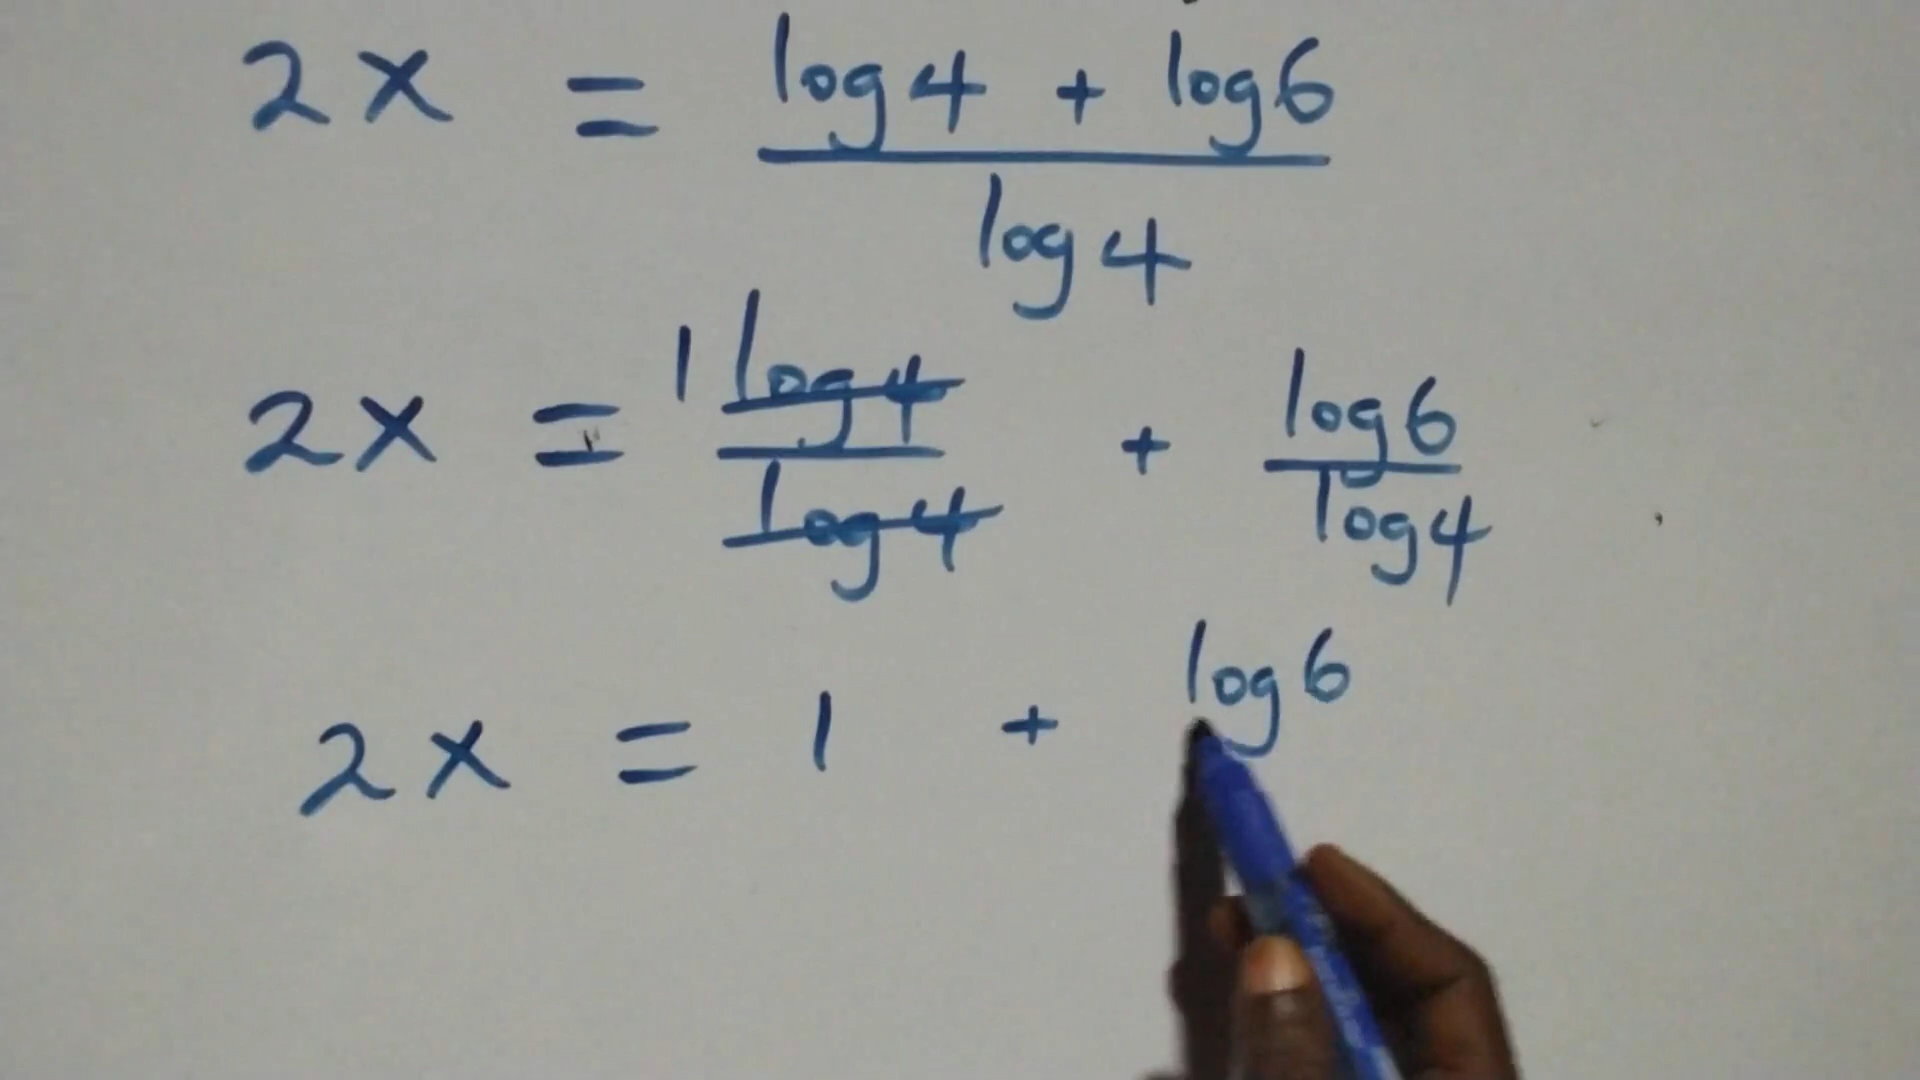 2x = log4 + log6
log4
2x = 1 log4 + log6
log4 log4
2x = 1 + log6